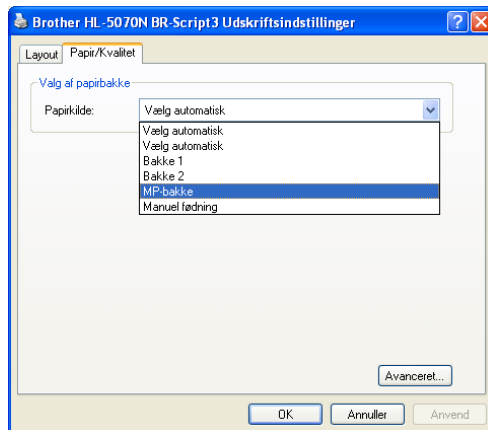 Brother HL-5070N BR-Script3 Udskriftsindstillinger
Layout Papir/Kvalitet
Valg af papirbakke
Papirkilde: Vælg automatisk
Vælg automatisk
Vælg automatisk
Bakke 1
Bakke 2
MP-bakke
Manuel fødning
Avanceret...
OK Annuller Anvend